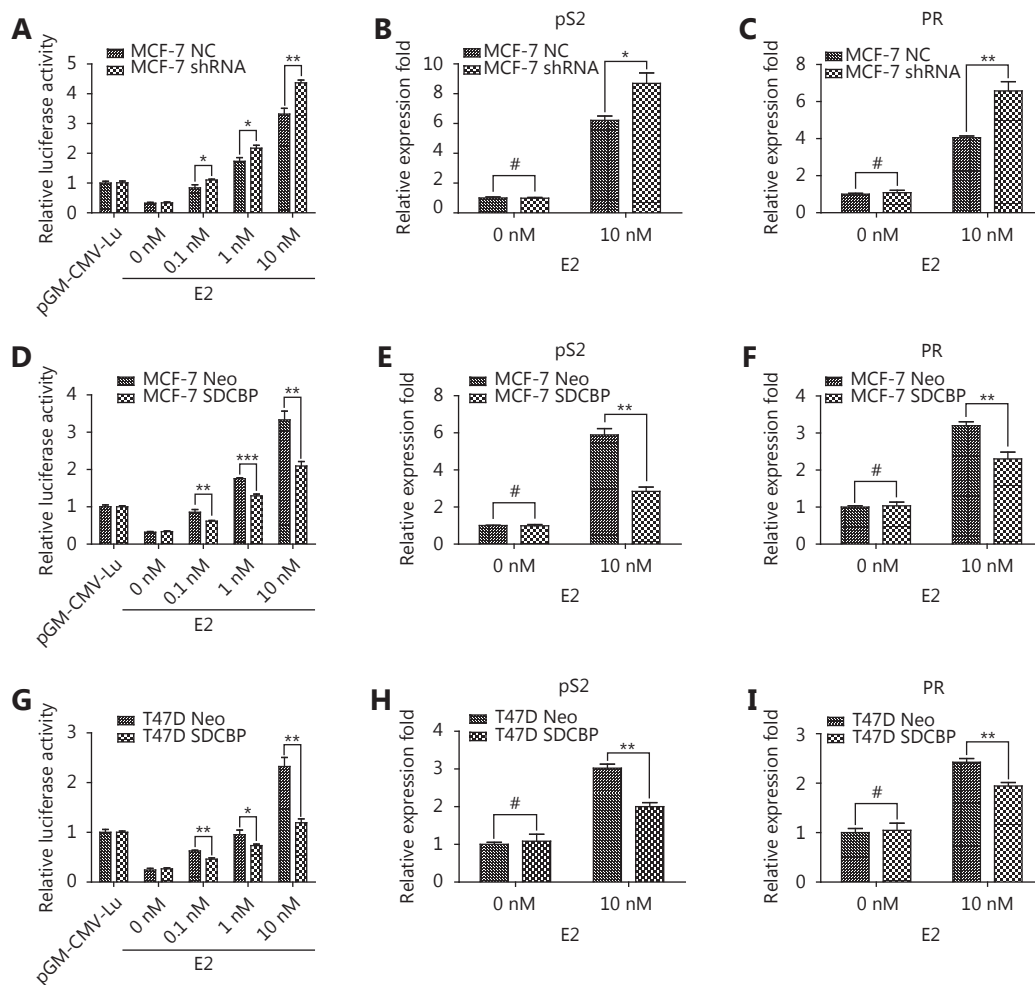 A
Relative luciferase activity
MCF-7 NC
MCF-7 shRNA
5
4
3
2
1
0
*
*
**
pGM-CMV-Lu
0 nM
0.1 nM
1 nM
10 nM
E2
B
pS2
Relative expression fold
MCF-7 NC
MCF-7 shRNA
10
8
6
4
2
0
#
*
0 nM
10 nM
E2
C
PR
Relative expression fold
MCF-7 NC
MCF-7 shRNA
8
6
4
2
0
#
**
0 nM
10 nM
E2
D
Relative luciferase activity
MCF-7 Neo
MCF-7 SDCBP
4
3
2
1
0
**
***
**
pGM-CMV-Lu
0 nM
0.1 nM
1 nM
10 nM
E2
E
pS2
Relative expression fold
MCF-7 Neo
MCF-7 SDCBP
8
6
4
2
0
#
**
0 nM
10 nM
E2
F
PR
Relative expression fold
MCF-7 Neo
MCF-7 SDCBP
4
3
2
1
0
#
**
0 nM
10 nM
E2
G
Relative luciferase activity
T47D Neo
T47D SDCBP
3
2
1
0
**
*
**
pGM-CMV-Lu
0 nM
0.1 nM
1 nM
10 nM
E2
H
pS2
Relative expression fold
T47D Neo
T47D SDCBP
4
3
2
1
0
#
**
0 nM
10 nM
E2
I
PR
Relative expression fold
T47D Neo
T47D SDCBP
3
2
1
0
#
**
0 nM
10 nM
E2